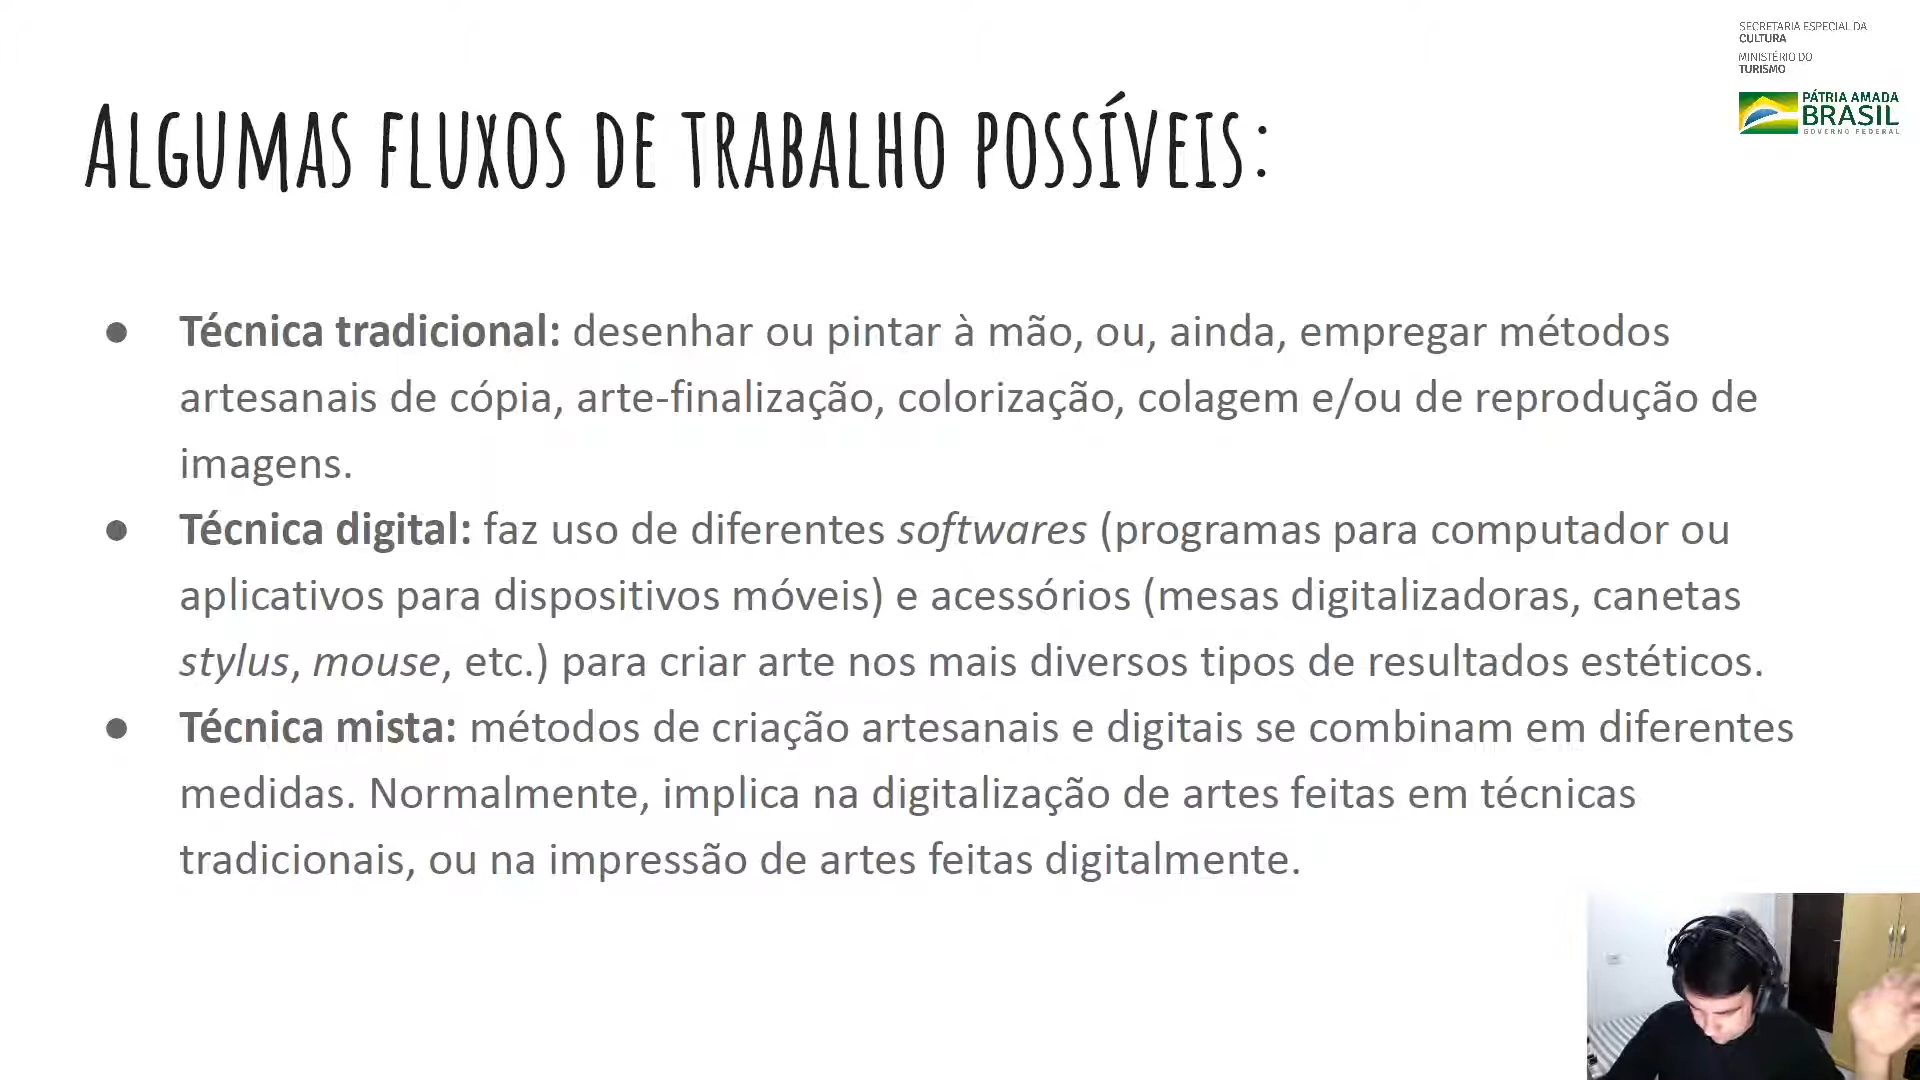 SECRETARIA ESPECIAL DA
CULTURA
MINISTÉRIO DO
TURISMO
PÁTRIA AMADA
BRASIL
GOVERNO FEDERAL
ALGUMAS FLUXOS DE TRABALHO POSSÍVEIS:
● Técnica tradicional: desenhar ou pintar à mão, ou, ainda, empregar métodos
artesanais de cópia, arte-finalização, colorização, colagem e/ou de reprodução de
imagens.
● Técnica digital: faz uso de diferentes softwares (programas para computador ou
aplicativos para dispositivos móveis) e acessórios (mesas digitalizadoras, canetas
stylus, mouse, etc.) para criar arte nos mais diversos tipos de resultados estéticos.
● Técnica mista: métodos de criação artesanais e digitais se combinam em diferentes
medidas. Normalmente, implica na digitalização de artes feitas em técnicas
tradicionais, ou na impressão de artes feitas digitalmente.